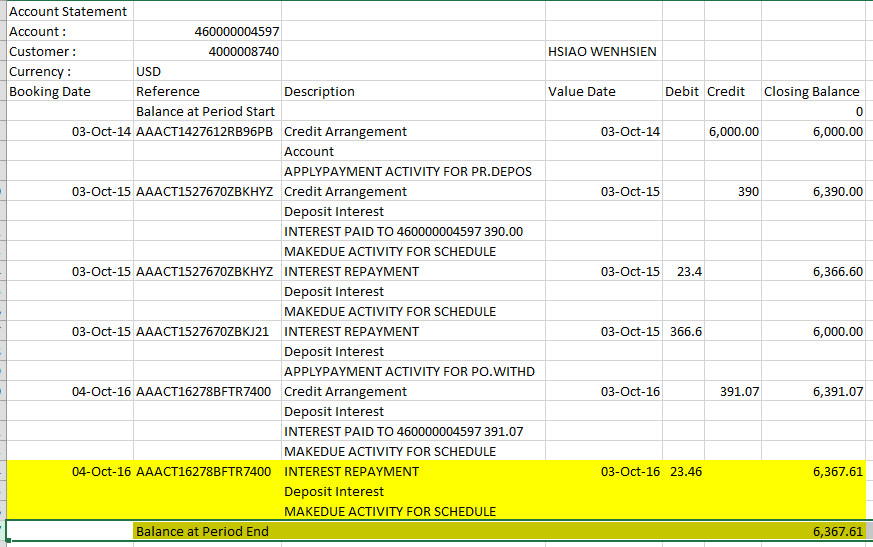 Account Statement
Account : 460000004597
Customer : 4000008740 HSIAO WENHSIEN
Currency : USD
Booking Date Reference Description Value Date Debit Credit Closing Balance
Balance at Period Start 0
03-Oct-14 AAACT1427612RB96PB Credit Arrangement 03-Oct-14 6,000.00 6,000.00
Account
APPLYPAYMENT ACTIVITY FOR PR.DEPOS
03-Oct-15 AAACT1527670ZBKHYZ Credit Arrangement 03-Oct-15 390 6,390.00
Deposit Interest
INTEREST PAID TO 460000004597 390.00
MAKEDUE ACTIVITY FOR SCHEDULE
03-Oct-15 AAACT1527670ZBKHYZ INTEREST REPAYMENT 03-Oct-15 23.4 6,366.60
Deposit Interest
MAKEDUE ACTIVITY FOR SCHEDULE
03-Oct-15 AAACT1527670ZBKJ21 INTEREST REPAYMENT 03-Oct-15 366.6 6,000.00
Deposit Interest
APPLYPAYMENT ACTIVITY FOR PO.WITHD
04-Oct-16 AAACT16278BFTR7400 Credit Arrangement 03-Oct-16 391.07 6,391.07
Deposit Interest
INTEREST PAID TO 460000004597 391.07
MAKEDUE ACTIVITY FOR SCHEDULE
04-Oct-16 AAACT16278BFTR7400 INTEREST REPAYMENT 03-Oct-16 23.46 6,367.61
Deposit Interest
MAKEDUE ACTIVITY FOR SCHEDULE
Balance at Period End 6,367.61